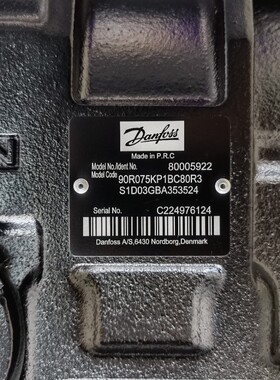 Danfoss
Made in P.R.C
Model No./Ident No. 80005922
Model Code 90R075KP1BC80R3
S1D03GBA353524
Serial No. C224976124
Danfoss A/S,6430 Nordborg,Denmark